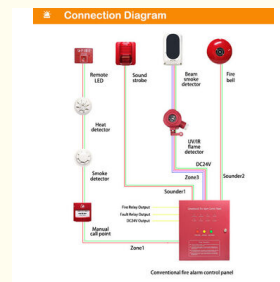 Connection Diagram
Remote
LED
Sound
strobe
Beam
smoke
detector
Fire
bell
Heat
detector
UV/IR
flame
detector
DC24V
Smoke
detector
Zone3
Sounder2
Sounder1
Manual
call point
Fire Relay Output
Fault Relay Output
DC24V Output
Zone1
Conventional fire alarm control panel